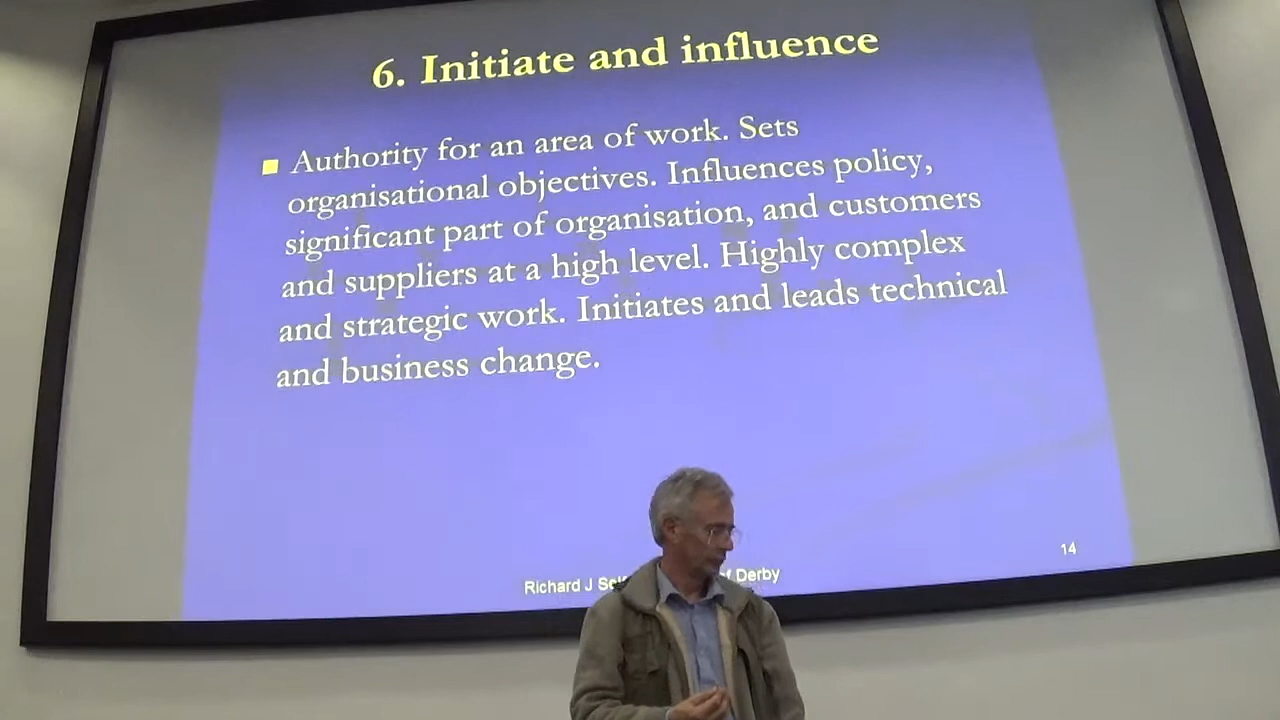 6. Initiate and influence
Authority for an area of work. Sets
organisational objectives. Influences policy,
significant part of organisation, and customers
and suppliers at a high level. Highly complex
and strategic work. Initiates and leads technical
and business change.
14
Richard J Derby